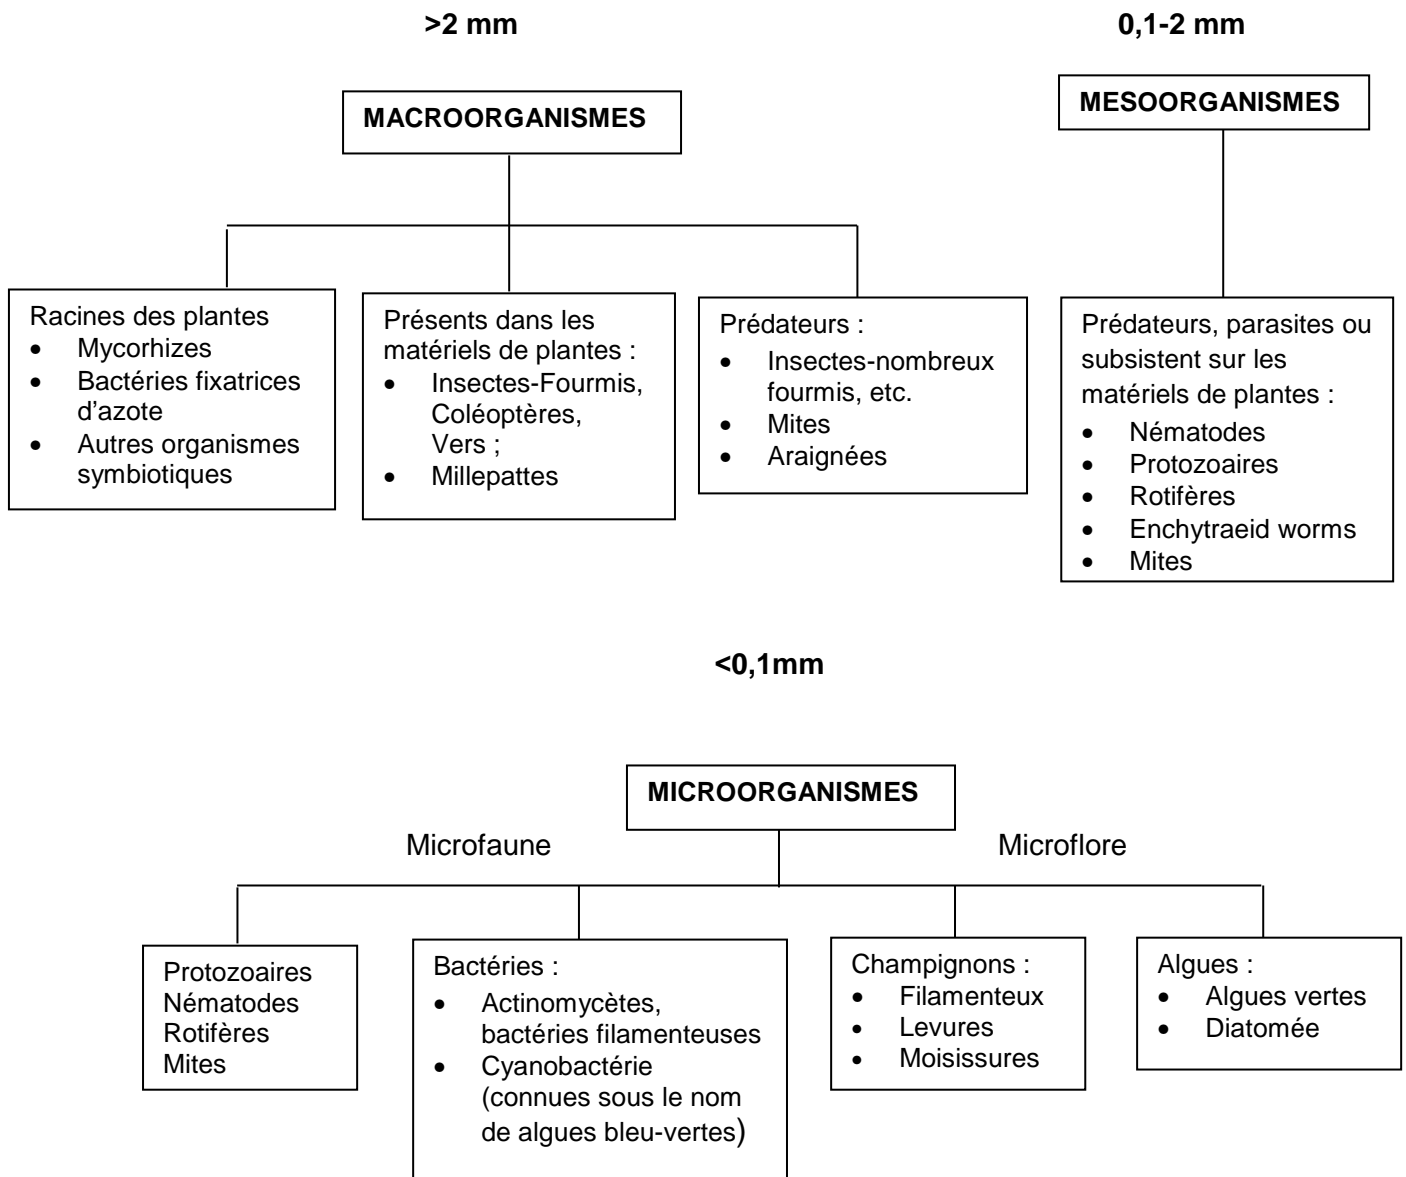 >2 mm
0,1-2 mm
MACROORGANISMES
MESOORGANISMES
Racines des plantes
• Mycorhizes
• Bactéries fixatrices
d'azote
• Autres organismes
symbiotiques
Présents dans les
matériels de plantes :
• Insectes-Fourmis,
Coléoptères,
Vers ;
• Millepattes
Prédateurs :
• Insectes-nombreux
fourmis, etc.
• Mites
• Araignées
Prédateurs, parasites ou
subsistent sur les
matériels de plantes :
• Nématodes
• Protozoaires
• Rotifères
• Enchytraeid worms
• Mites
<0,1mm
MICROORGANISMES
Microfaune
Microflore
Protozoaires
Nématodes
Rotifères
Mites
Bactéries :
• Actinomycètes,
bactéries filamenteuses
• Cyanobactérie
(connues sous le nom
de algues bleu-vertes)
Champignons :
• Filamenteux
• Levures
• Moisissures
Algues :
• Algues vertes
• Diatomée